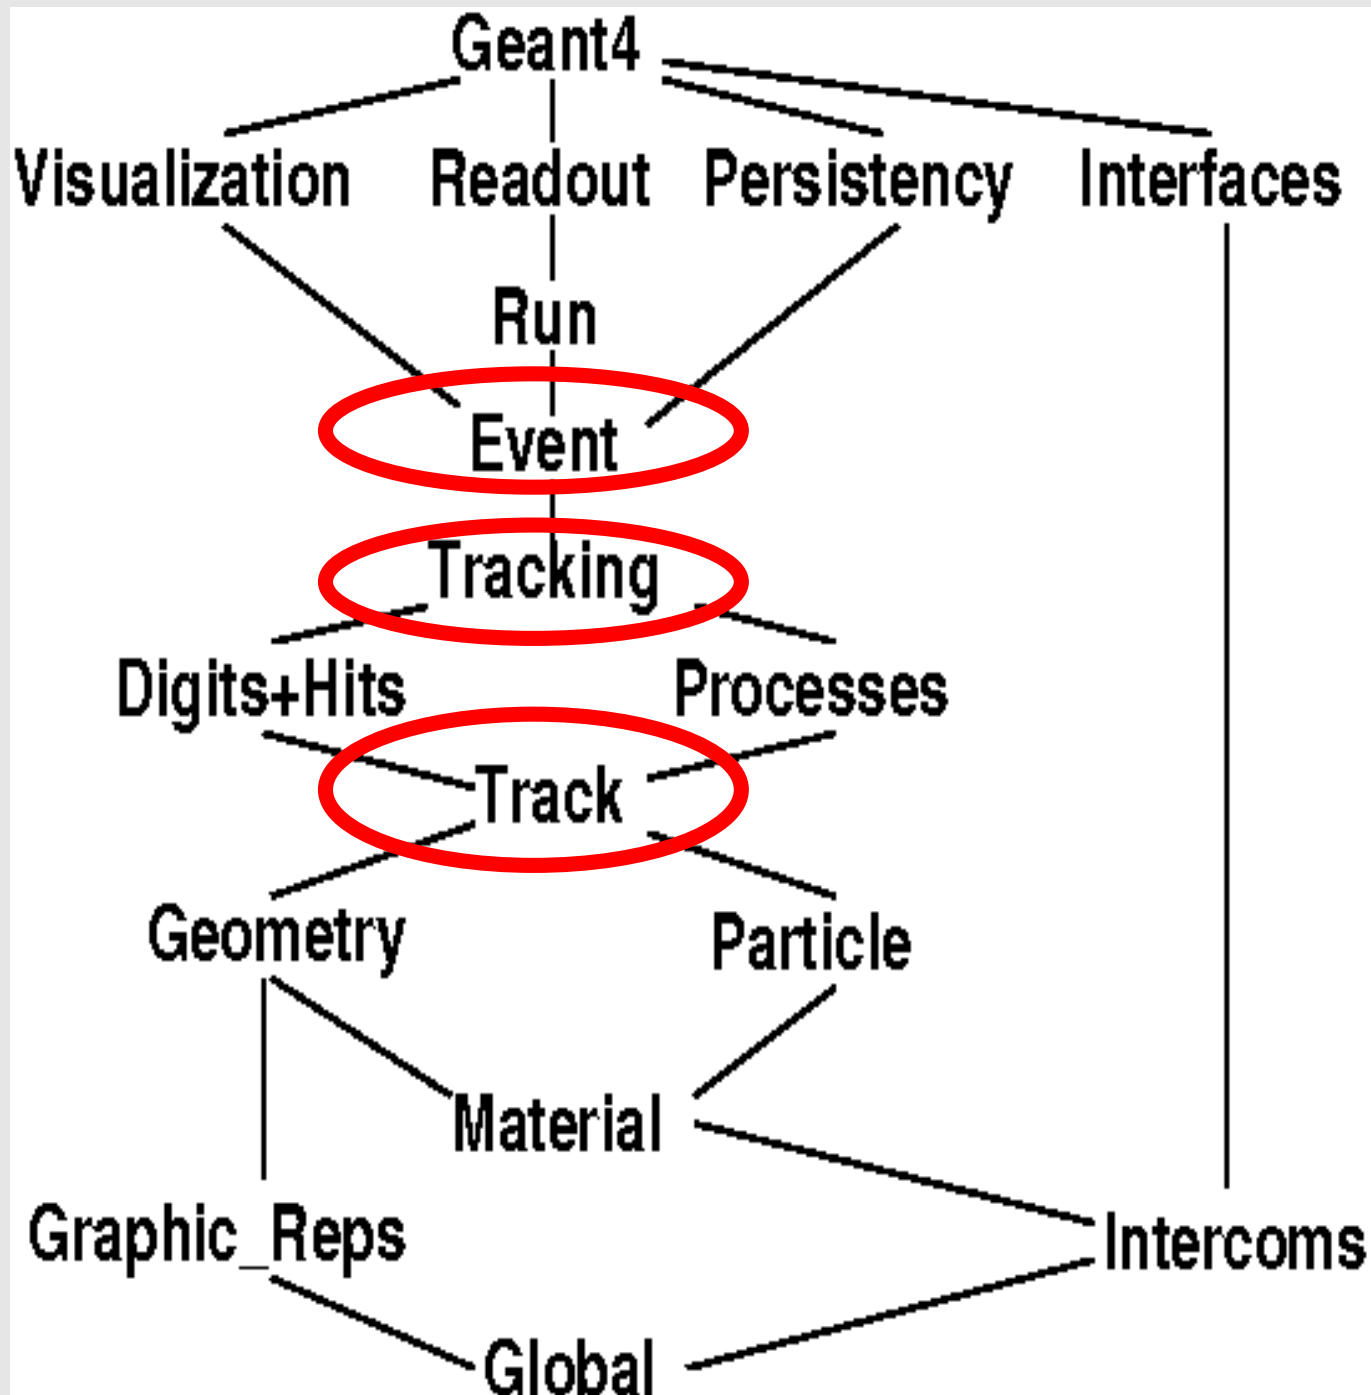 Geant4
Visualization Readout Persistency Interfaces
Run
Event
Tracking
Digits+Hits Processes
Track
Geometry Particle
Material
Graphic_Reps Intercoms
Global